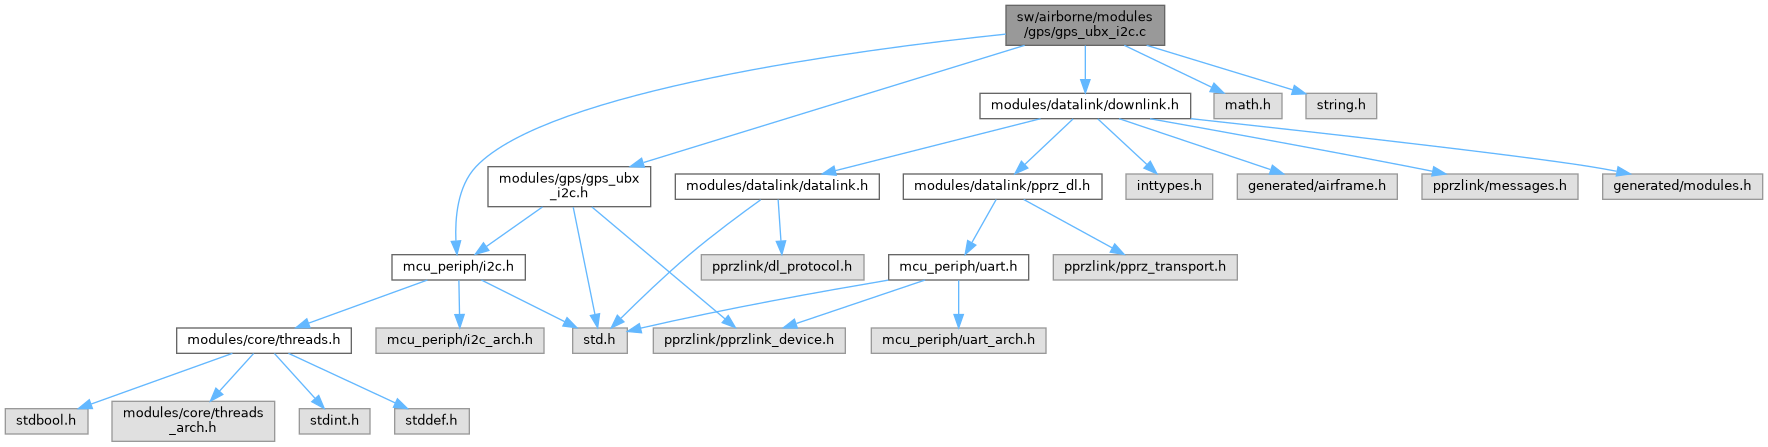 sw/airborne/modules
/gps/gps_ubx_i2c.c
modules/datalink/downlink.h
math.h
string.h
modules/gps/gps_ubx
_i2c.h
modules/datalink/datalink.h
modules/datalink/pprz_dl.h
inttypes.h
generated/airframe.h
pprzlink/messages.h
generated/modules.h
mcu_periph/i2c.h
pprzlink/dl_protocol.h
mcu_periph/uart.h
pprzlink/pprz_transport.h
modules/core/threads.h
mcu_periph/i2c_arch.h
std.h
pprzlink/pprzlink_device.h
mcu_periph/uart_arch.h
stdbool.h
modules/core/threads
_arch.h
stdint.h
stddef.h